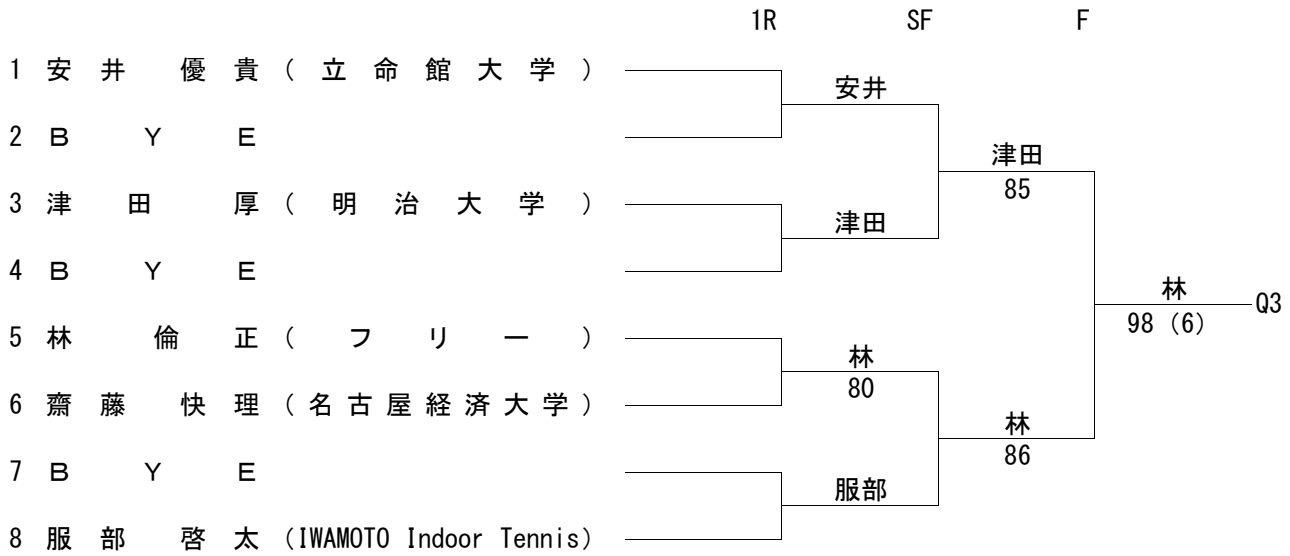 1R SF F
1 安井 優貴 (立命館大学)
安井
2 BYE
津田
85
3 津田 厚 (明治大学)
津田
4 BYE
林
98 (6)
Q3
5 林 倫正 (フリー)
林
80
6 齋藤 快理 (名古屋経済大学)
林
86
7 BYE
服部
8 服部 啓太 (IWAMOTO Indoor Tennis)